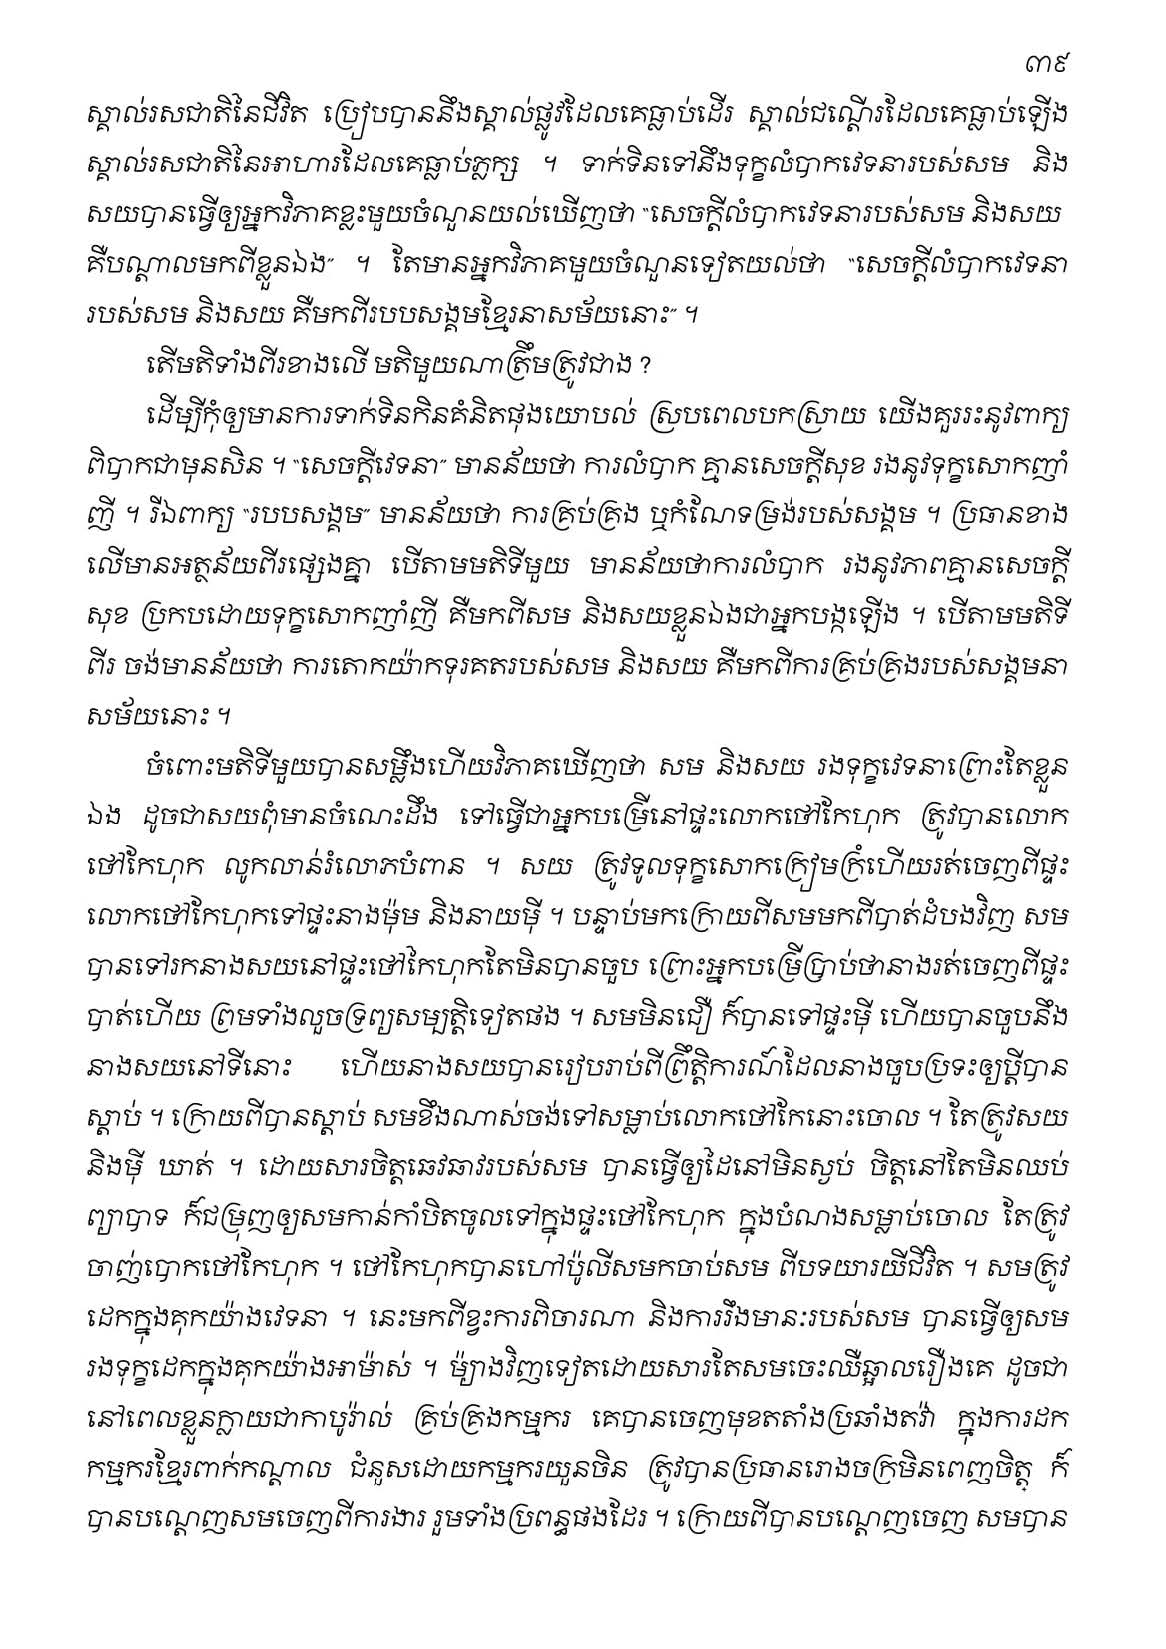 ៣៩
ស្គាល់រសជាតិនៃជីវិត ប្រៀបបាននឹងស្គាល់ផ្លូវដែលគេធ្លាប់ដើរ ស្គាល់ជណ្តើរដែលគេធ្លាប់ឡើង
ស្គាល់រសជាតិនៃអាហារដែលគេធ្លាប់ភ្លក្ស ។ ទាក់ទិនទៅនឹងទុក្ខលំបាកវេទនារបស់សម និង
សយបានធ្វើឲ្យអ្នកវិភាគខ្លះមួយចំណួនយល់ឃើញថា “សេចក្តីលំបាកវេទនារបស់សម និងសយ
គឺបណ្តាលមកពីខ្លួនឯង” ។ តែមានអ្នកវិភាគមួយចំណួនទៀតយល់ថា “សេចក្តីលំបាកវេទនា
របស់សម និងសយ គឺមកពីរបបសង្គមខ្មែរនាសម័យនោះ” ។
តើមតិទាំងពីរខាងលើ មតិមួយណាត្រឹមត្រូវជាង ?
ដើម្បីកុំឲ្យមានការទាក់ទិនកិនគំនិតផុងយោបល់ ស្របពេលបកស្រាយ យើងគួររះនូវពាក្យ
ពិបាកជាមុនសិន ។ “សេចក្តីវេទនា” មានន័យថា ការលំបាក គ្មានសេចក្តីសុខ រងនូវទុក្ខសោកញាំ
ញី ។ រីឯពាក្យ “របបសង្គម” មានន័យថា ការគ្រប់គ្រង ឬកំណែទម្រង់របស់សង្គម ។ ប្រធានខាង
លើមានអត្ថន័យពីរផ្សេងគ្នា បើតាមមតិទីមួយ មានន័យថាការលំបាក រងនូវភាពគ្មានសេចក្តី
សុខ ប្រកបដោយទុក្ខសោកញាំញី គឺមកពីសម និងសយខ្លួនឯងជាអ្នកបង្កឡើង ។ បើតាមមតិទី
ពីរ ចង់មានន័យថា ការតោកយ៉ាកទុរគតរបស់សម និងសយ គឺមកពីការគ្រប់គ្រងរបស់សង្គមនា
សម័យនោះ ។
ចំពោះមតិទីមួយបានសម្លឹងហើយវិភាគឃើញថា សម និងសយ រងទុក្ខវេទនាព្រោះតែខ្លួន
ឯង ដូចជាសយពុំមានចំណេះដឹង ទៅធ្វើជាអ្នកបម្រើនៅផ្ទះលោកថៅកែហុក ត្រូវបានលោក
ថៅកែហុក លូកលាន់រំលោភបំពាន ។ សយ ត្រូវទូលទុក្ខសោកក្រៀមក្រំហើយរត់ចេញពីផ្ទះ
លោកថៅកែហុកទៅផ្ទះនាងម៉ុម និងនាយម៉ី ។ បន្ទាប់មកក្រោយពីសមមកពីបាត់ដំបងវិញ សម
បានទៅរកនាងសយនៅផ្ទះថៅកែហុកតែមិនបានចួប ព្រោះអ្នកបម្រើប្រាប់ថានាងរត់ចេញពីផ្ទះ
បាត់ហើយ ព្រមទាំងលួចទ្រព្យសម្បត្តិទៀតផង ។ សមមិនជឿ ក៏បានទៅផ្ទះម៉ី ហើយបានចួបនឹង
នាងសយនៅទីនោះ ហើយនាងសយបានរៀបរាប់ពីព្រឹត្តិការណ៍ដែលនាងចួបប្រទះឲ្យប្តីបាន
ស្តាប់ ។ ក្រោយពីបានស្តាប់ សមខឹងណាស់ចង់ទៅសម្លាប់លោកថៅកែនោះចោល ។ តែត្រូវសយ
និងម៉ី ឃាត់ ។ ដោយសារចិត្តឆេវឆាវរបស់សម បានធ្វើឲ្យដៃនៅមិនស្ងប់ ចិត្តនៅតែមិនឈប់
ព្យាបាទ ក៏ជម្រុញឲ្យសមកាន់កាំបិតចូលទៅក្នុងផ្ទះថៅកែហុក ក្នុងបំណងសម្លាប់ចោល តែត្រូវ
ចាញ់បោកថៅកែហុក ។ ថៅកែហុកបានហៅប៉ូលីសមកចាប់សម ពីបទឃារយីជីវិត ។ សមត្រូវ
ដេកក្នុងគុកយ៉ាងវេទនា ។ នេះមកពីខ្វះការពិចារណា និងការរឹងមានៈរបស់សម បានធ្វើឲ្យសម
រងទុក្ខដេកក្នុងគុកយ៉ាងអាម៉ាស់ ។ ម៉្យាងវិញទៀតដោយសារតែសមចេះឈឺឆ្អាលរឿងគេ ដូចជា
នៅពេលខ្លួនក្លាយជាកាបូរ៉ាល់ គ្រប់គ្រងកម្មករ គេបានចេញមុខតតាំងប្រឆាំងតវ៉ា ក្នុងការដក
កម្មករខ្មែរពាក់កណ្តាល ជំនួសដោយកម្មករយួនចិន ត្រូវបានប្រធានរោងចក្រមិនពេញចិត្ត ក៏
បានបណ្តេញសមចេញពីការងារ រួមទាំងប្រពន្ធផងដែរ ។ ក្រោយពីបានបណ្តេញចេញ សមបាន